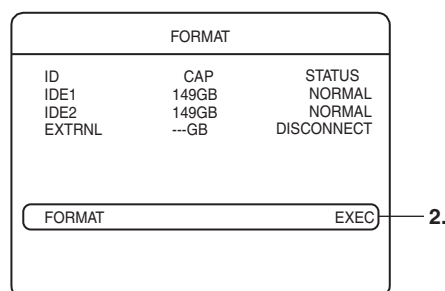 FORMAT
ID CAP STATUS
IDE1 149GB NORMAL
IDE2 149GB NORMAL
EXTRNL ---GB DISCONNECT
FORMAT EXEC 2.